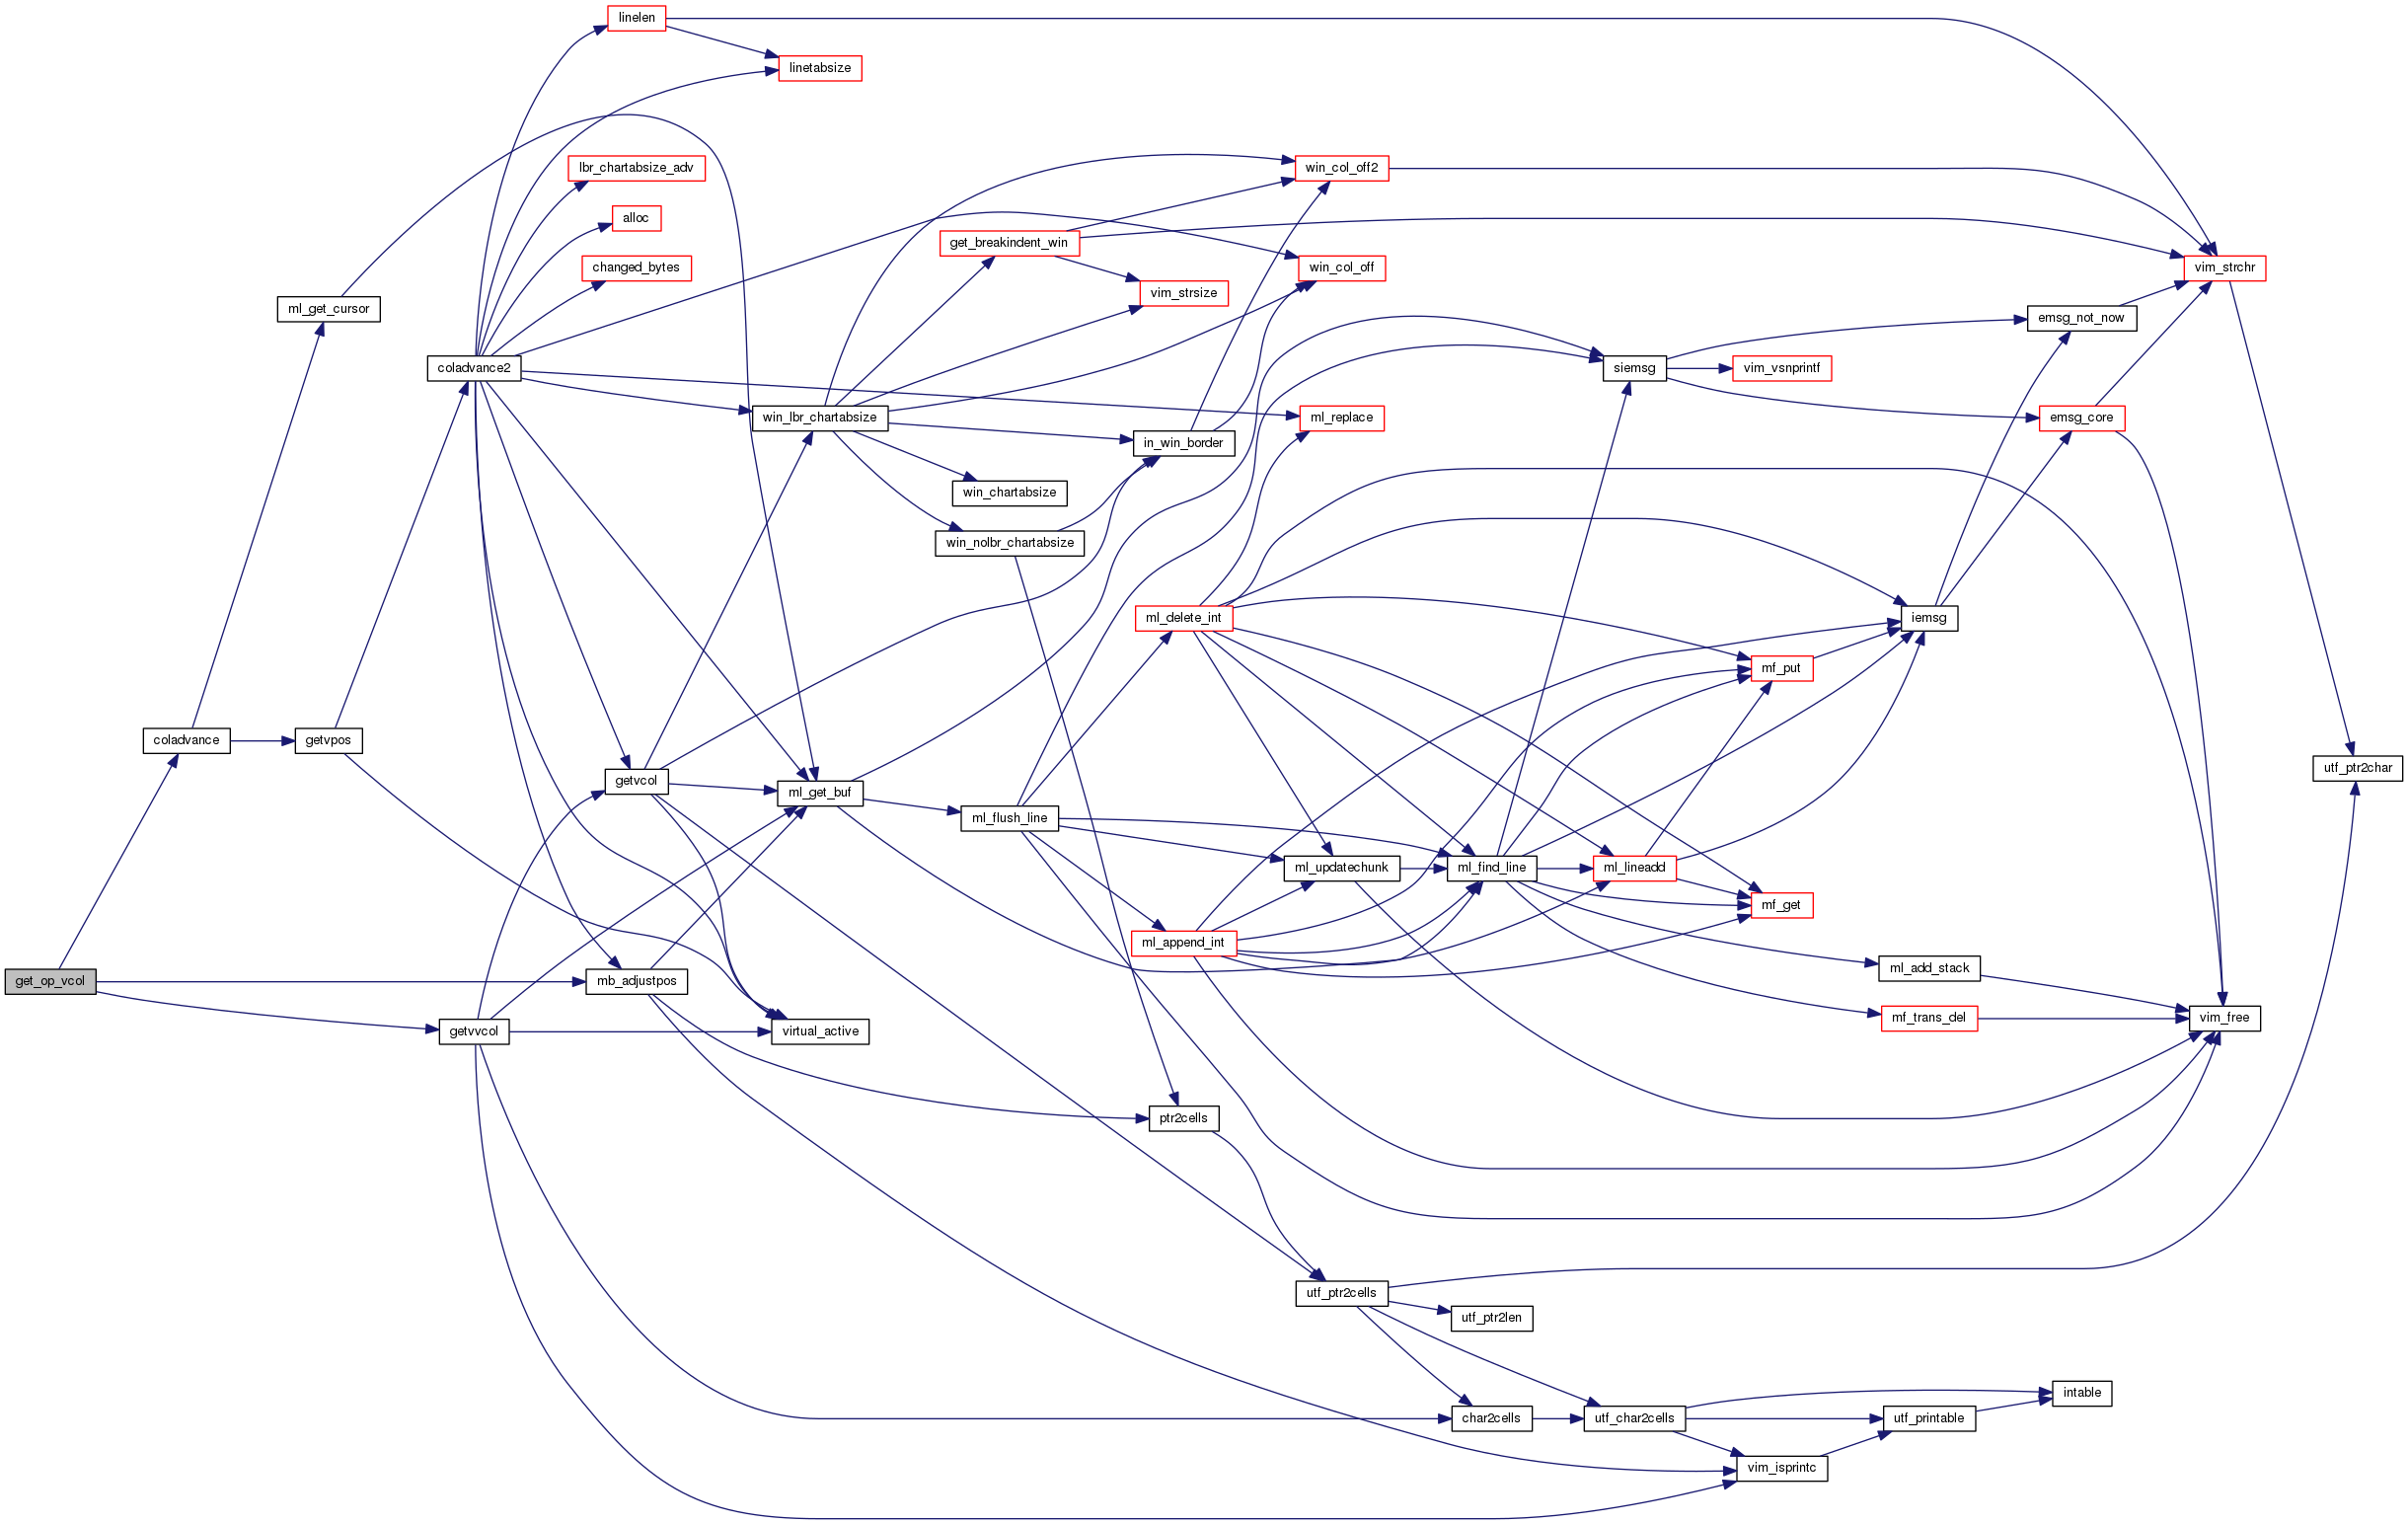 linelen
linetabsize
lbr_chartabsize_adv
win_col_off2
alloc
get_breakindent_win
changed_bytes
win_col_off
vim_strchr
vim_strsize
ml_get_cursor
emsg_not_now
coladvance2
siemsg
vim_vsnprintf
win_lbr_chartabsize
ml_replace
emsg_core
in_win_border
win_chartabsize
win_nolbr_chartabsize
ml_delete_int
iemsg
mf_put
coladvance
getvpos
utf_ptr2char
getvcol
ml_get_buf
ml_flush_line
ml_updatechunk
ml_find_line
ml_lineadd
mf_get
ml_append_int
ml_add_stack
get_op_vcol
mb_adjustpos
mf_trans_del
vim_free
getvvcol
virtual_active
ptr2cells
utf_ptr2cells
utf_ptr2len
intable
char2cells
utf_char2cells
utf_printable
vim_isprintc